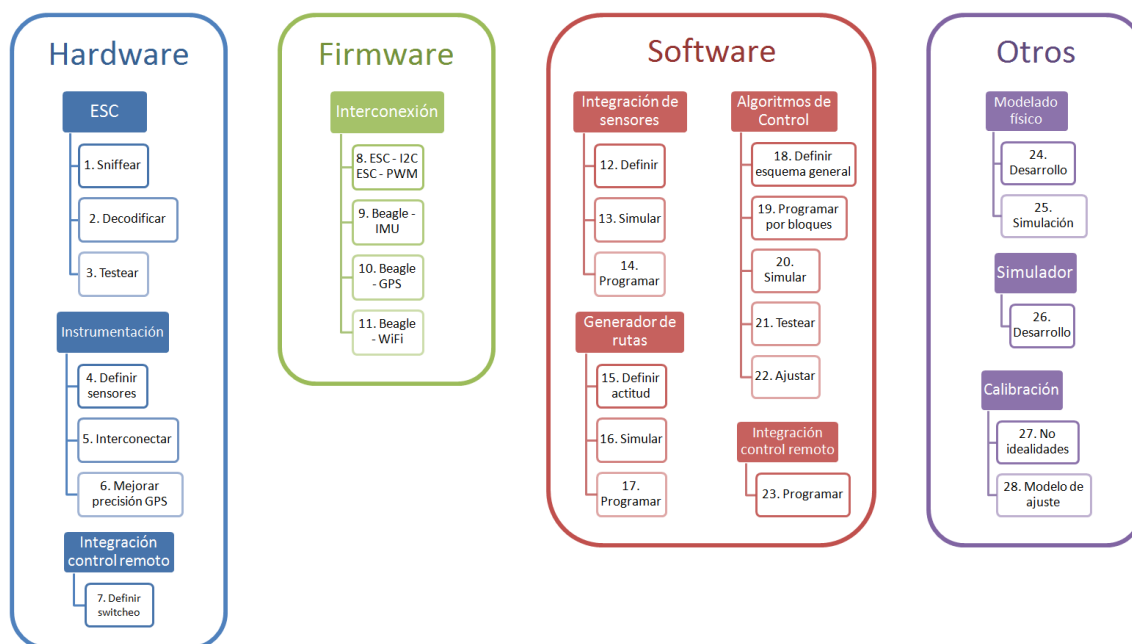 Hardware
ESC
1. Sniffear
2. Decodificar
3. Testear
Instrumentación
4. Definir
sensores
5. Interconectar
6. Mejorar
precisión GPS
Integración
control remoto
7. Definir
switcheo
Firmware
Interconexión
8. ESC - I2C
ESC - PWM
9. Beagle -
IMU
10. Beagle
- GPS
11. Beagle
- WiFi
Software
Integración de
sensores
12. Definir
13. Simular
14.
Programar
Generador de
rutas
15. Definir
actitud
16. Simular
17.
Programar
Algoritmos de
Control
18. Definir
esquema general
19. Programar
por bloques
20.
Simular
21. Testear
22. Ajustar
Integración
control remoto
23. Programar
Otros
Modelado
físico
24.
Desarrollo
25.
Simulación
Simulador
26.
Desarrollo
Calibración
27. No
idealidades
28. Modelo de
ajuste